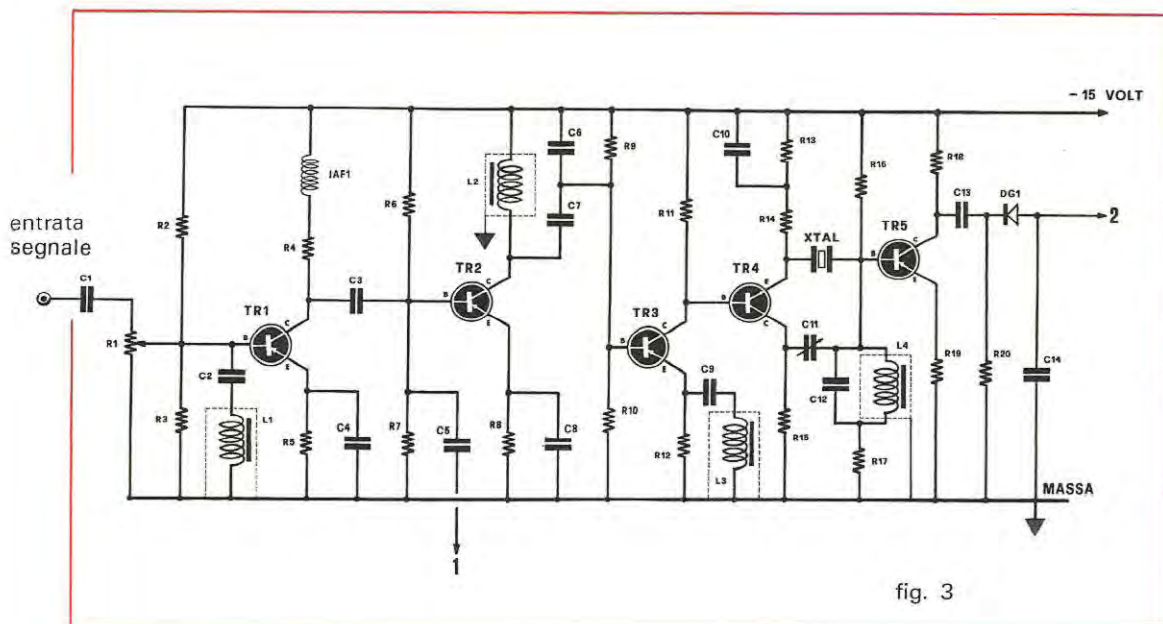 − 15 VOLT
C6
R9
C10
R13
JAF1
L2
R16
R18
R6
C13
DG1
entrata
segnale
R2
C7
R11
R14
2
R4
XTAL
TR5
C
B
E
TR2
C
B
E
TR4
E
B
C
C1
C3
TR3
C
B
E
TR1
C
B
E
C11
L4
R1
C9
C2
C12
R19
R20
C14
R3
L1
R5
C4
R7
C5
R8
C8
R10
R12
L3
R15
R17
MASSA
1
fig. 3